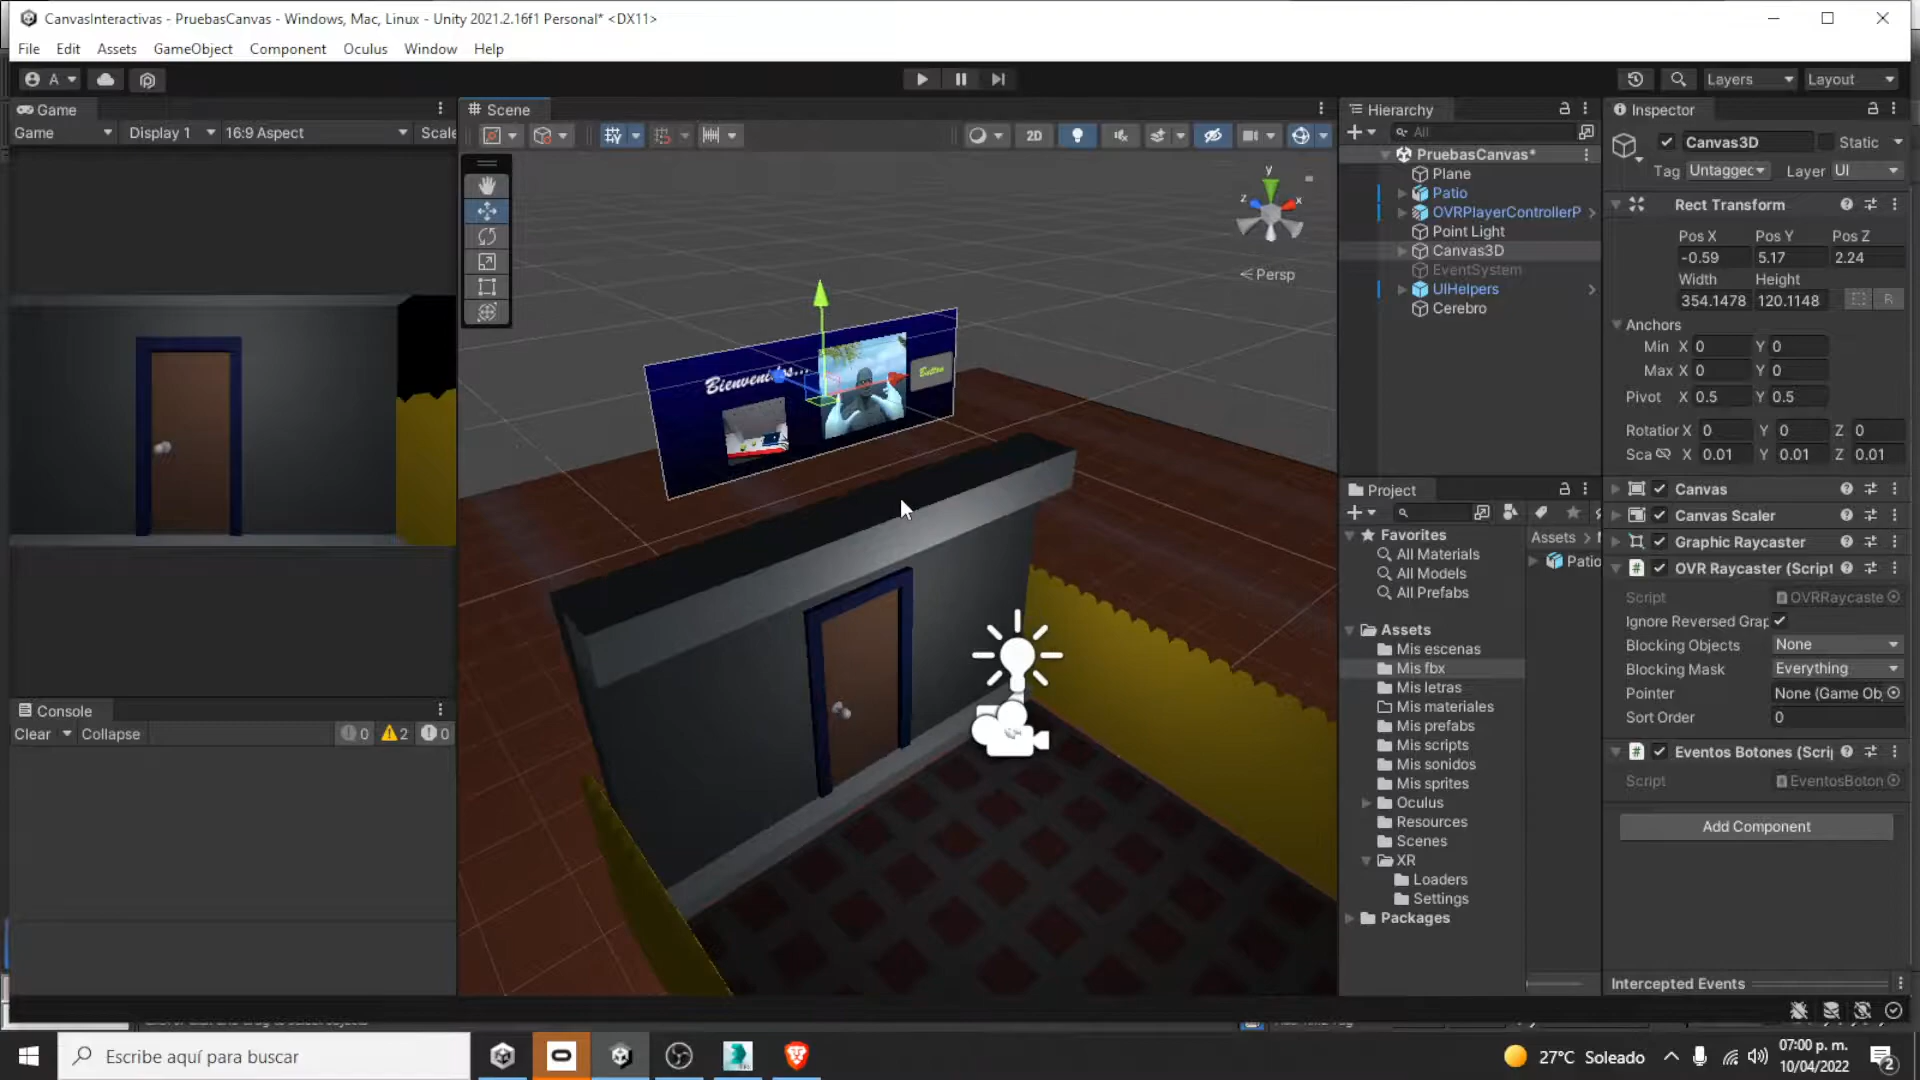 CanvasInteractivas - PruebasCanvas - Windows, Mac, Linux - Unity 2021.2.16f1 Personal* <DX11>
File Edit Assets GameObject Component Oculus Window Help
A Layers Layout
Game
Game Display 1 16:9 Aspect Scale
Console
Clear Collapse 0 2 0
Scene
2D
y
z x
Persp
Bienvenidos...
Button
Hierarchy
All
PruebasCanvas*
Plane
Patio
OVRPlayerControllerP
Point Light
Canvas3D
EventSystem
UIHelpers
Cerebro
Project
Favorites
All Materials
All Models
All Prefabs
Assets
Mis escenas
Mis fbx
Mis letras
Mis materiales
Mis prefabs
Mis scripts
Mis sonidos
Mis sprites
Oculus
Resources
Scenes
XR
Loaders
Settings
Packages
Assets >
Patio
Inspector
Canvas3D Static
Tag Untagged Layer UI
Rect Transform
Pos X Pos Y Pos Z
-0.59 5.17 2.24
Width Height
354.1478 120.1148 R
Anchors
Min X 0 Y 0
Max X 0 Y 0
Pivot X 0.5 Y 0.5
Rotation X 0 Y 0 Z 0
Sca X 0.01 Y 0.01 Z 0.01
Canvas
Canvas Scaler
Graphic Raycaster
OVR Raycaster (Script
Script OVRRaycaste
Ignore Reversed Grap
Blocking Objects None
Blocking Mask Everything
Pointer None (Game Ob
Sort Order 0
Eventos Botones (Scrip
Script EventosBoton
Add Component
Intercepted Events
Escribe aquí para buscar
27°C Soleado
07:00 p. m.
10/04/2022
2